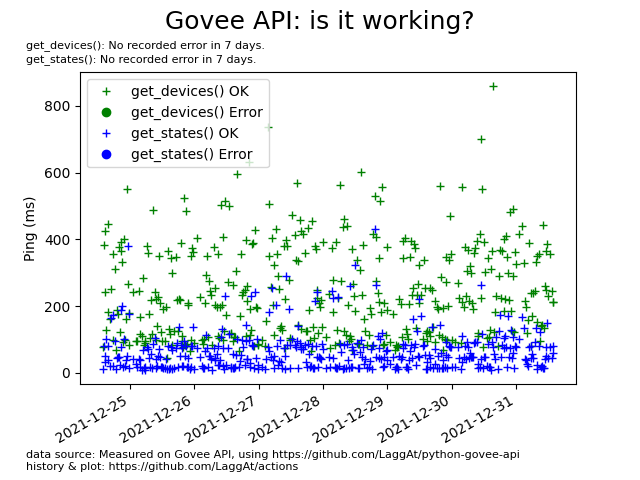 Govee API: is it working?
get_devices(): No recorded error in 7 days.
get_states(): No recorded error in 7 days.
get_devices() OK
get_devices() Error
get_states() OK
get_states() Error
Ping (ms)
800
600
400
200
0
2021-12-25
2021-12-26
2021-12-27
2021-12-28
2021-12-29
2021-12-30
2021-12-31
data source: Measured on Govee API, using https://github.com/LaggAt/python-govee-api
history & plot: https://github.com/LaggAt/actions